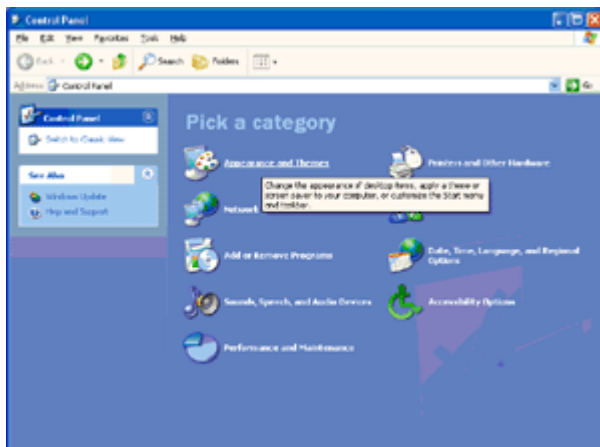 Control Panel
File Edit View Favorites Tools Help
Back Search Folders
Address Control Panel Go
Control Panel
Switch to Classic View
See Also
Windows Update
Help and Support
Pick a category
Appearance and Themes
Printers and Other Hardware
Change the appearance of desktop items, apply a theme or
screen saver to your computer, or customize the Start menu
and taskbar.
Network
Add or Remove Programs
Date, Time, Language, and Regional
Options
Sounds, Speech, and Audio Devices
Accessibility Options
Performance and Maintenance